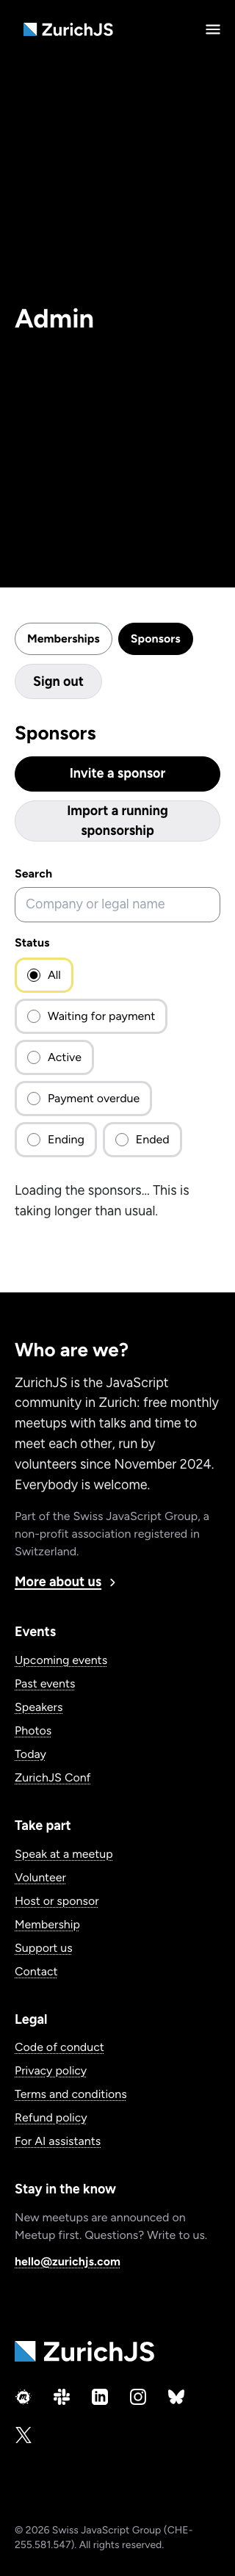 ZurichJS
Admin
Memberships
Sponsors
Sign out
Sponsors
Invite a sponsor
Import a running
sponsorship
Search
Company or legal name
Status
All
Waiting for payment
Active
Payment overdue
Ending
Ended
Loading the sponsors... This is
taking longer than usual.
Who are we?
ZurichJS is the JavaScript
community in Zurich: free monthly
meetups with talks and time to
meet each other, run by
volunteers since November 2024.
Everybody is welcome.
Part of the Swiss JavaScript Group, a
non-profit association registered in
Switzerland.
More about us
Events
Upcoming events
Past events
Speakers
Photos
Today
ZurichJS Conf
Take part
Speak at a meetup
Volunteer
Host or sponsor
Membership
Support us
Contact
Legal
Code of conduct
Privacy policy
Terms and conditions
Refund policy
For AI assistants
Stay in the know
New meetups are announced on
Meetup first. Questions? Write to us.
hello@zurichjs.com
ZurichJS
© 2026 Swiss JavaScript Group (CHE-
255.581.547). All rights reserved.